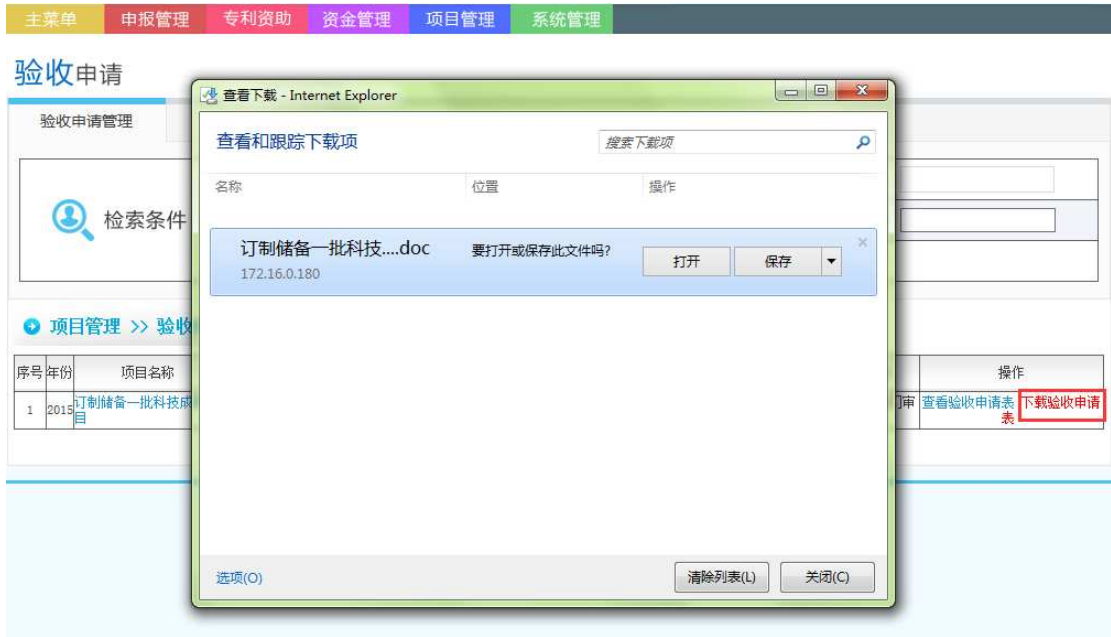 主菜单 申报管理 专利资助 资金管理 项目管理 系统管理
验收申请
查看下载 - Internet Explorer
验收申请管理
查看和跟踪下载项
搜索下载项
名称 位置 操作
检索条件
订制储备一批科技....doc 要打开或保存此文件吗? 打开 保存
172.16.0.180
项目管理 >> 验收
序号 年份 项目名称 操作
1 2015 订制储备一批科技成 审 查看验收申请表 下载验收申请
目 表
选项(O) 清除列表(L) 关闭(C)